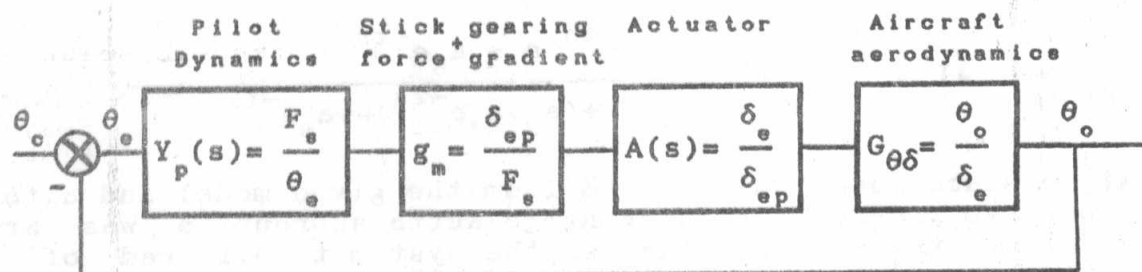 Pilot Dynamics
Stick + gearing force gradient
Actuator
Aircraft aerodynamics
θc
θe
Yp(s)= Fs/θe
gm= δep/Fs
A(s)= δe/δep
Gθδ= θo/δe
θo
-